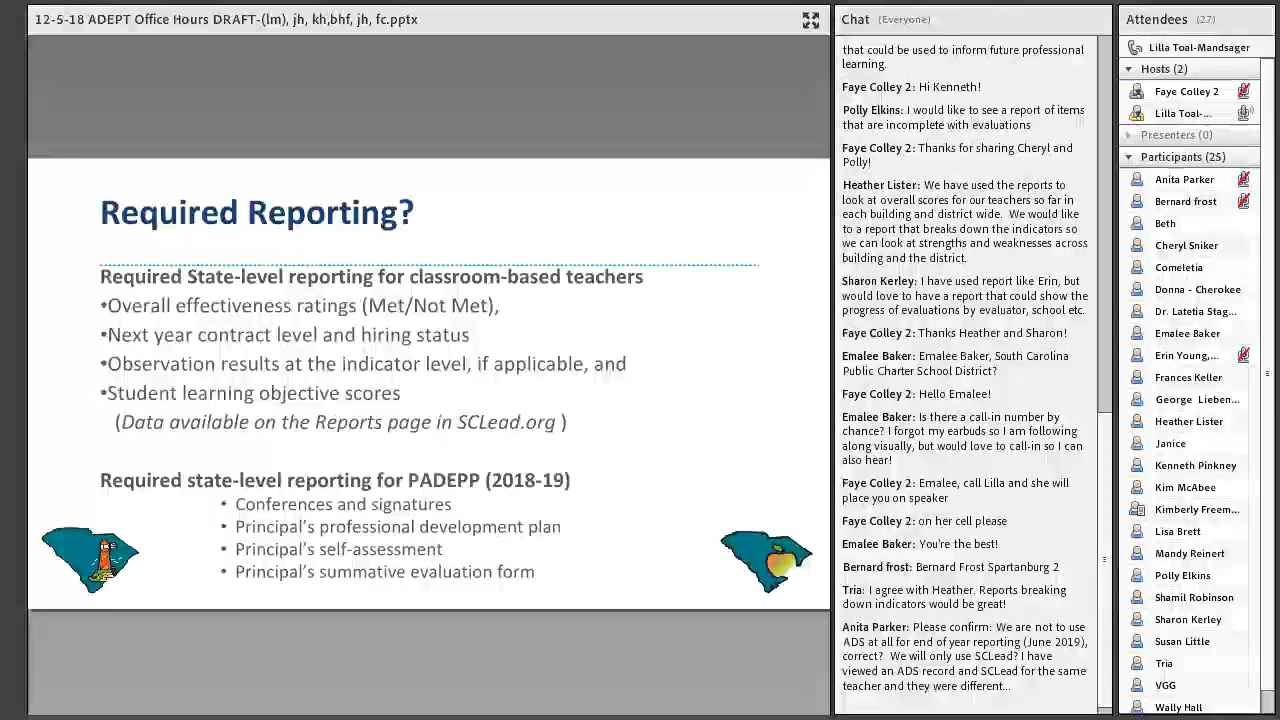 12-5-18 ADEPT Office Hours DRAFT-(lm), jh, kh,bhf, jh, fc.pptx
Required Reporting?
Required State-level reporting for classroom-based teachers
•Overall effectiveness ratings (Met/Not Met),
•Next year contract level and hiring status
•Observation results at the indicator level, if applicable, and
•Student learning objective scores
(Data available on the Reports page in SCLead.org )
Required state-level reporting for PADEPP (2018-19)
• Conferences and signatures
• Principal's professional development plan
• Principal's self-assessment
• Principal's summative evaluation form
Chat (Everyone)
that could be used to inform future professional
learning.
Faye Colley 2: Hi Kenneth!
Polly Elkins: I would like to see a report of items
that are incomplete with evaluations
Faye Colley 2: Thanks for sharing Cheryl and
Polly!
Heather Lister: We have used the reports to
look at overall scores for our teachers so far in
each building and district wide. We would like
to a report that breaks down the indicators so
we can look at strengths and weaknesses across
building and the district.
Sharon Kerley: I have used report like Erin, but
would love to have a report that could show the
progress of evaluations by evaluator, school etc.
Faye Colley 2: Thanks Heather and Sharon!
Emalee Baker: Emalee Baker, South Carolina
Public Charter School District?
Faye Colley 2: Hello Emalee!
Emalee Baker: Is there a call-in number by
chance? I forgot my earbuds so I am following
along visually, but would love to call-in so I can
also hear!
Faye Colley 2: Emalee, call Lilla and she will
place you on speaker
Faye Colley 2: on her cell please
Emalee Baker: You're the best!
Bernard frost: Bernard Frost Spartanburg 2
Tria: I agree with Heather. Reports breaking
down indicators would be great!
Anita Parker: Please confirm: We are not to use
ADS at all for end of year reporting (June 2019),
correct? We will only use SCLead? I have
viewed an ADS record and SCLead for the same
teacher and they were different...
Attendees (27)
Lilla Toal-Mandsager
Hosts (2)
Faye Colley 2
Lilla Toal-...
Presenters (0)
Participants (25)
Anita Parker
Bernard frost
Beth
Cheryl Sniker
Comeletia
Donna - Cherokee
Dr. Latetia Stag...
Emalee Baker
Erin Young,...
Frances Keller
George Lieben...
Heather Lister
Janice
Kenneth Pinkney
Kim McAbee
Kimberly Freem...
Lisa Brett
Mandy Reinert
Polly Elkins
Shamil Robinson
Sharon Kerley
Susan Little
Tria
VGG
Wally Hall